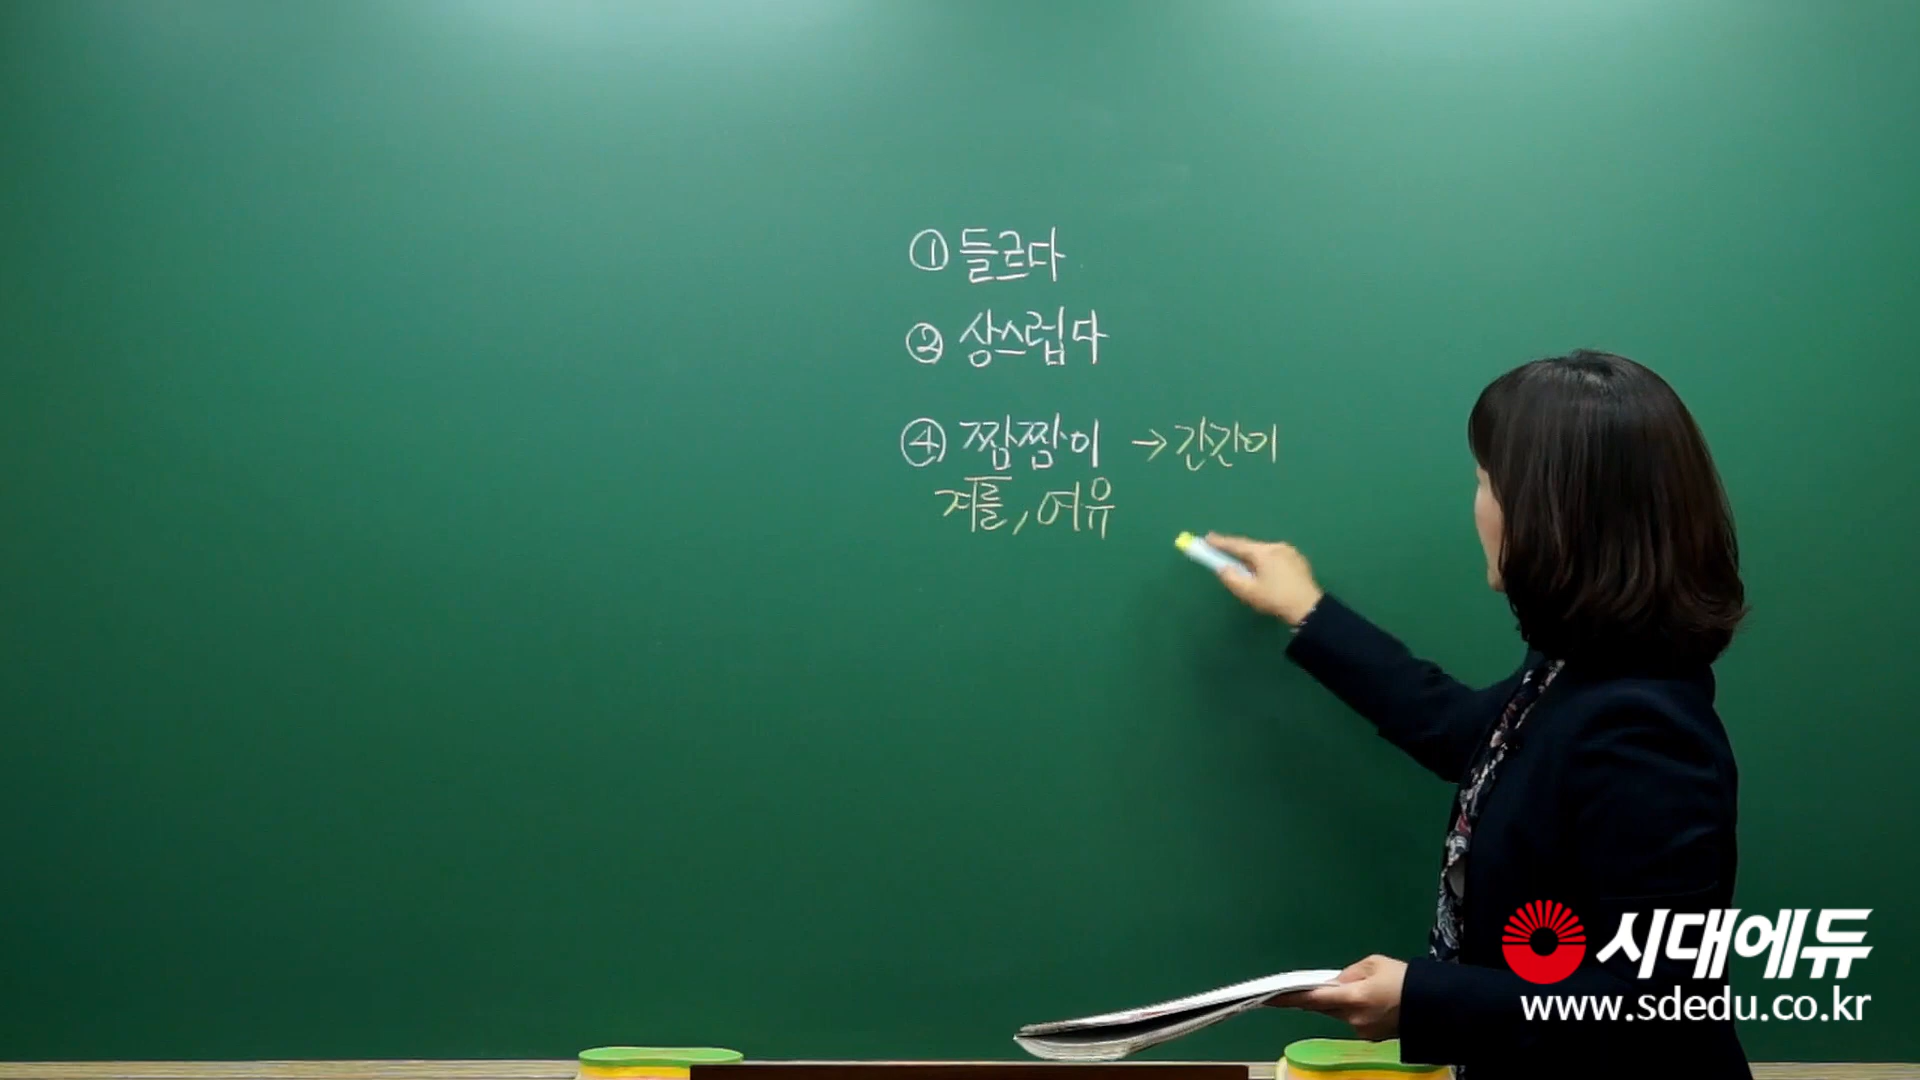 ① 들르다
② 상스럽다
④ 짬짬이 → 간간이
겨를, 여유
시대에듀
www.sdedu.co.kr